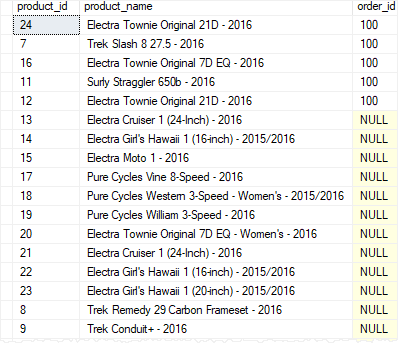 product_id product_name order_id
24 Electra Townie Original 21D - 2016 100
7 Trek Slash 8 27.5 - 2016 100
16 Electra Townie Original 7D EQ - 2016 100
11 Surly Straggler 650b - 2016 100
12 Electra Townie Original 21D - 2016 100
13 Electra Cruiser 1 (24-Inch) - 2016 NULL
14 Electra Girl's Hawaii 1 (16-inch) - 2015/2016 NULL
15 Electra Moto 1 - 2016 NULL
17 Pure Cycles Vine 8-Speed - 2016 NULL
18 Pure Cycles Western 3-Speed - Women's - 2015/2016 NULL
19 Pure Cycles William 3-Speed - 2016 NULL
20 Electra Townie Original 7D EQ - Women's - 2016 NULL
21 Electra Cruiser 1 (24-Inch) - 2016 NULL
22 Electra Girl's Hawaii 1 (16-inch) - 2015/2016 NULL
23 Electra Girl's Hawaii 1 (20-inch) - 2015/2016 NULL
8 Trek Remedy 29 Carbon Frameset - 2016 NULL
9 Trek Conduit+ - 2016 NULL